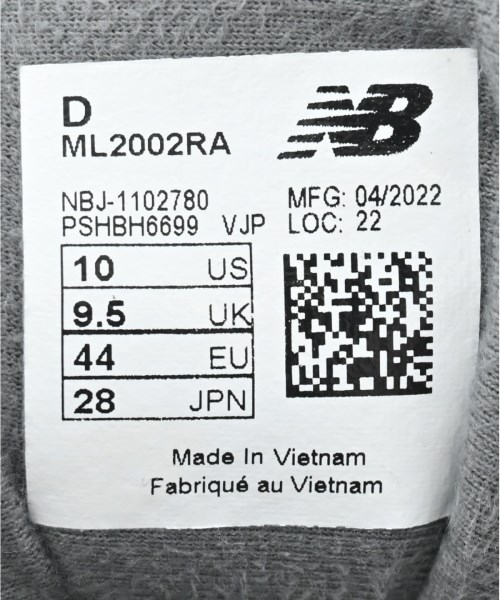 D
ML2002RA
NB
NBJ-1102780
PSHBH6699 VJP
MFG: 04/2022
LOC: 22
10 US
9.5 UK
44 EU
28 JPN
Made In Vietnam
Fabriqué au Vietnam